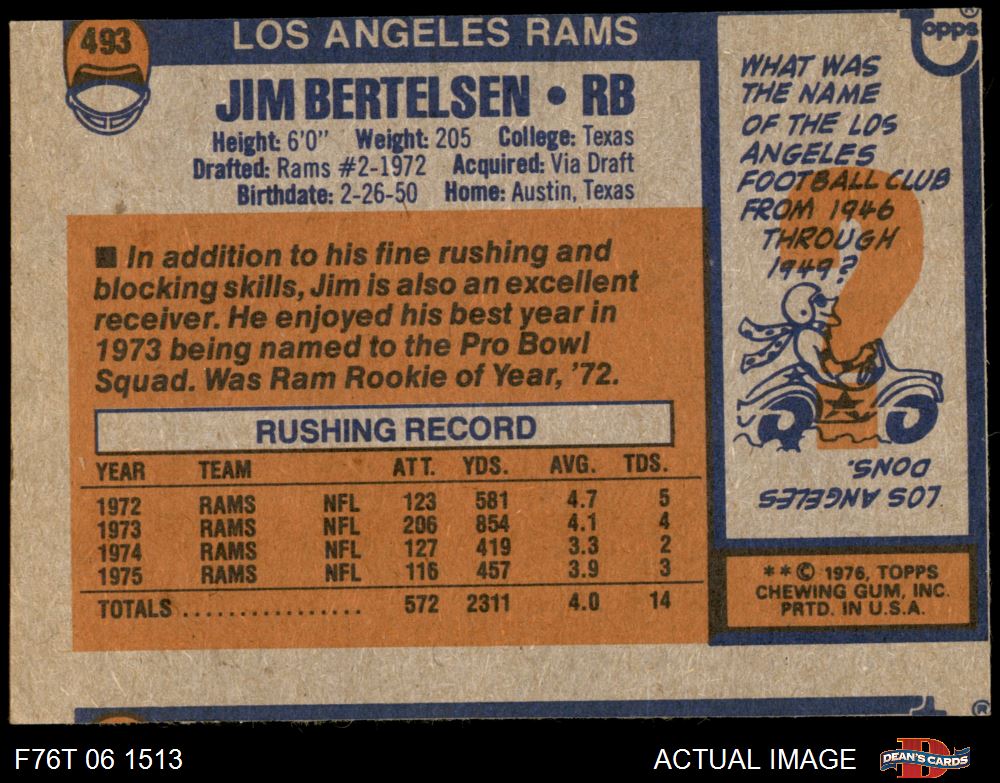 493
LOS ANGELES RAMS
JIM BERTELSEN • RB
Height: 6'0" Weight: 205 College: Texas
Drafted: Rams #2-1972 Acquired: Via Draft
Birthdate: 2-26-50 Home: Austin, Texas
■ In addition to his fine rushing and
blocking skills, Jim is also an excellent
receiver. He enjoyed his best year in
1973 being named to the Pro Bowl
Squad. Was Ram Rookie of Year, '72.
RUSHING RECORD
YEAR TEAM ATT. YDS. AVG. TDS.
1972 RAMS NFL 123 581 4.7 5
1973 RAMS NFL 206 854 4.1 4
1974 RAMS NFL 127 419 3.3 2
1975 RAMS NFL 116 457 3.9 3
TOTALS ................ 572 2311 4.0 14
Topps
WHAT WAS
THE NAME
OF THE LOS
ANGELES
FOOTBALL CLUB
FROM 1946
THROUGH
1949?
?
LOS ANGELES
DONS.
** © 1976, TOPPS
CHEWING GUM, INC.
PRTD. IN U.S.A.
®
F76T 06 1513
ACTUAL IMAGE
DEAN'S CARDS